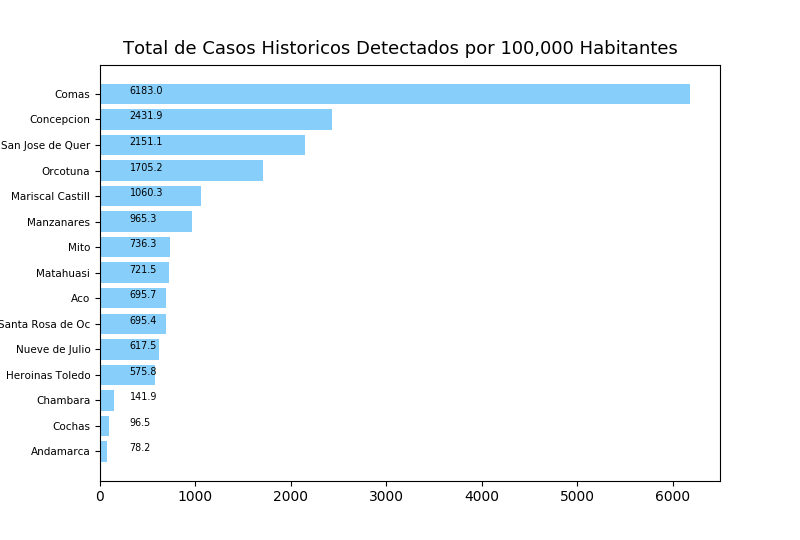 Total de Casos Historicos Detectados por 100,000 Habitantes
Comas 6183.0
Concepcion 2431.9
San Jose de Quer 2151.1
Orcotuna 1705.2
Mariscal Castill 1060.3
Manzanares 965.3
Mito 736.3
Matahuasi 721.5
Aco 695.7
Santa Rosa de Oc 695.4
Nueve de Julio 617.5
Heroinas Toledo 575.8
Chambara 141.9
Cochas 96.5
Andamarca 78.2
0 1000 2000 3000 4000 5000 6000